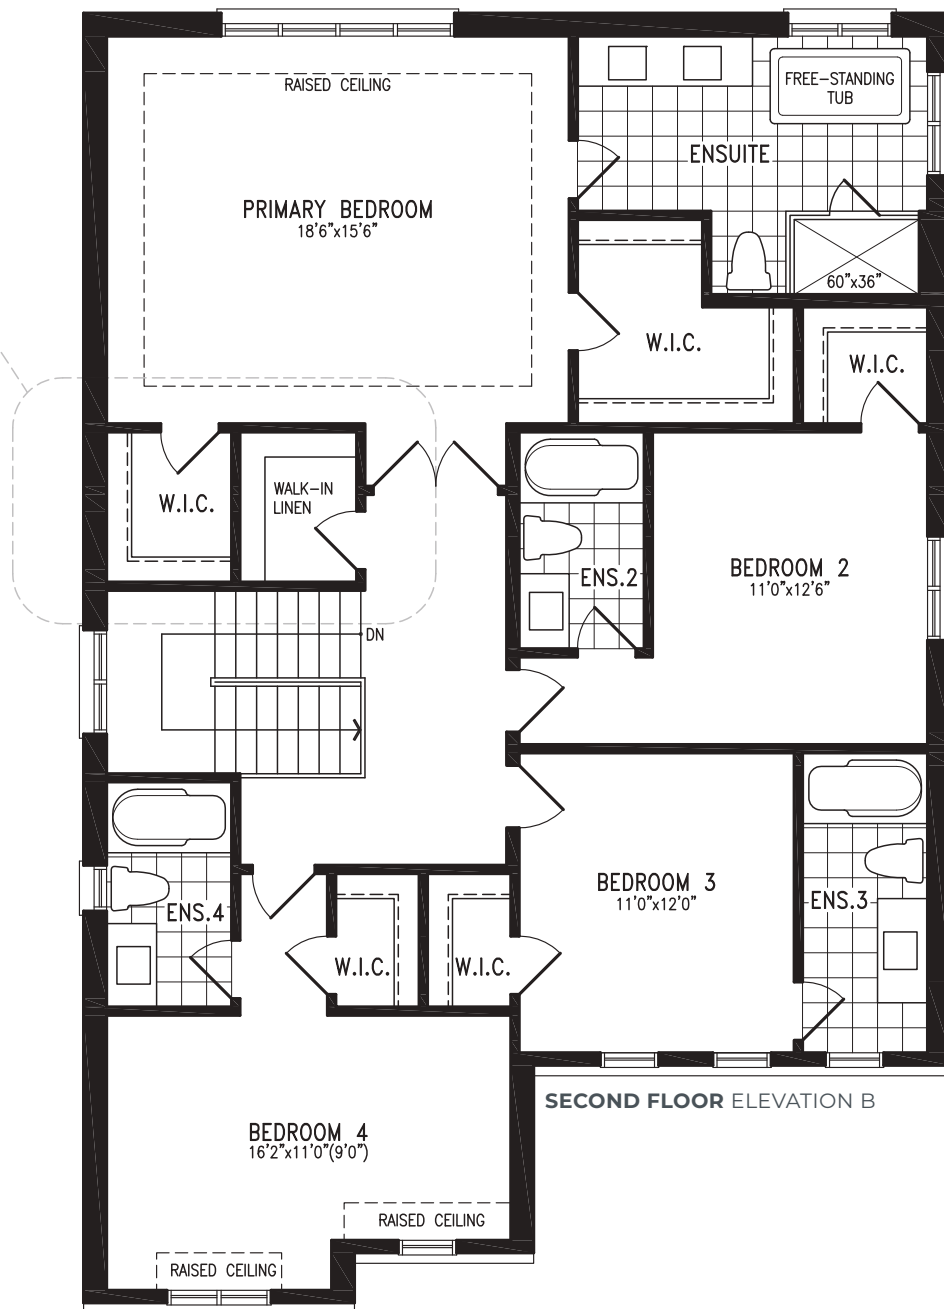 RAISED CEILING
FREE-STANDING
TUB
ENSUITE
PRIMARY BEDROOM
18'6"x15'6"
60"x36"
W.I.C.
W.I.C.
W.I.C.
WALK-IN
LINEN
ENS.2
BEDROOM 2
11'0"x12'6"
DN
BEDROOM 3
11'0"x12'0"
ENS.3
ENS.4
W.I.C.
W.I.C.
SECOND FLOOR ELEVATION B
BEDROOM 4
16'2"x11'0"(9'0")
RAISED CEILING
RAISED CEILING